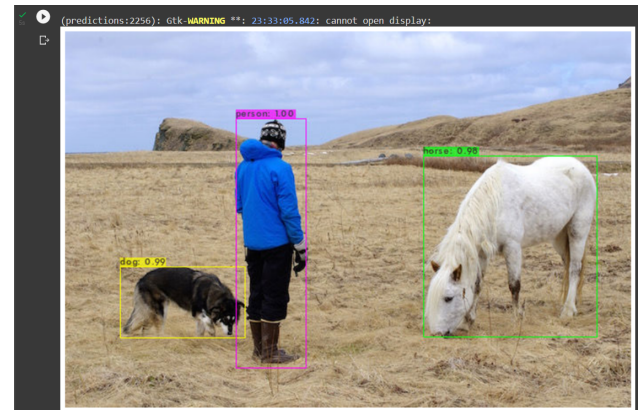 (predictions:2256): Gtk-WARNING **: 23:33:05.842: cannot open display:
person: 1.00
horse: 0.98
dog: 0.99